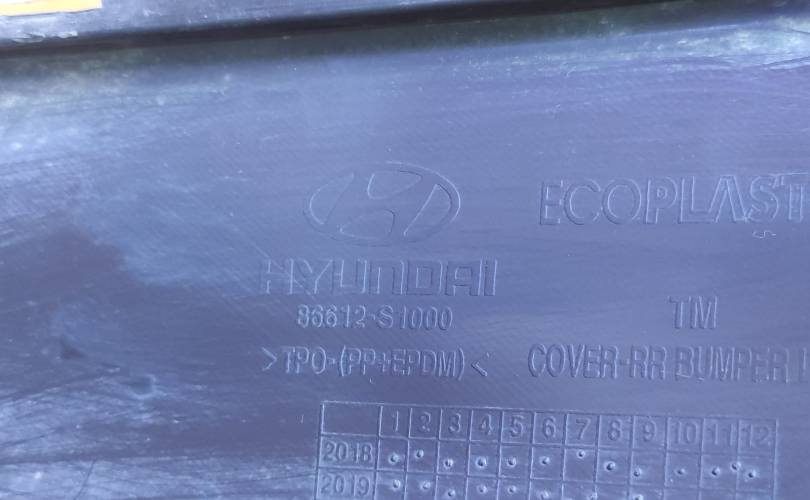 ECOPLAST
HYUNDAI
86612-S1000
TM
>TPO-(PP+EPDM)<
COVER-RR BUMPER
1 2 3 4 5 6 7 8 9 10 11 12
2018
2019